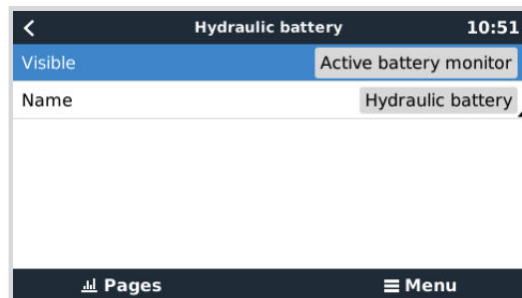 Hydraulic battery 10:51
Visible Active battery monitor
Name Hydraulic battery
Pages Menu